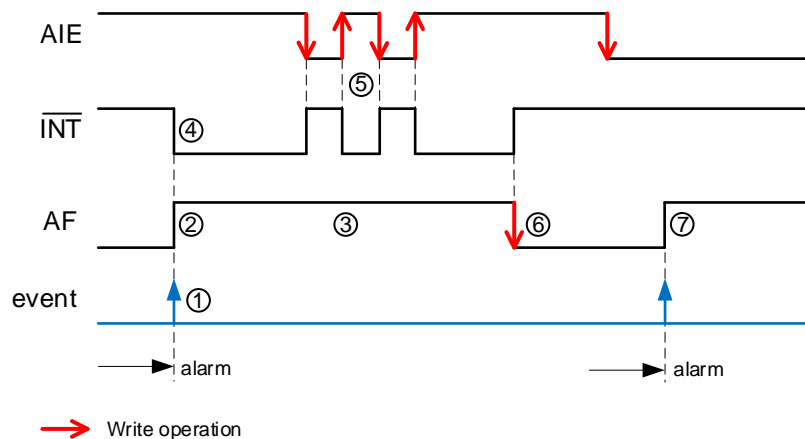 AIE
⑤
INT
④
AF
② ③ ⑥ ⑦
event
①
alarm alarm
Write operation